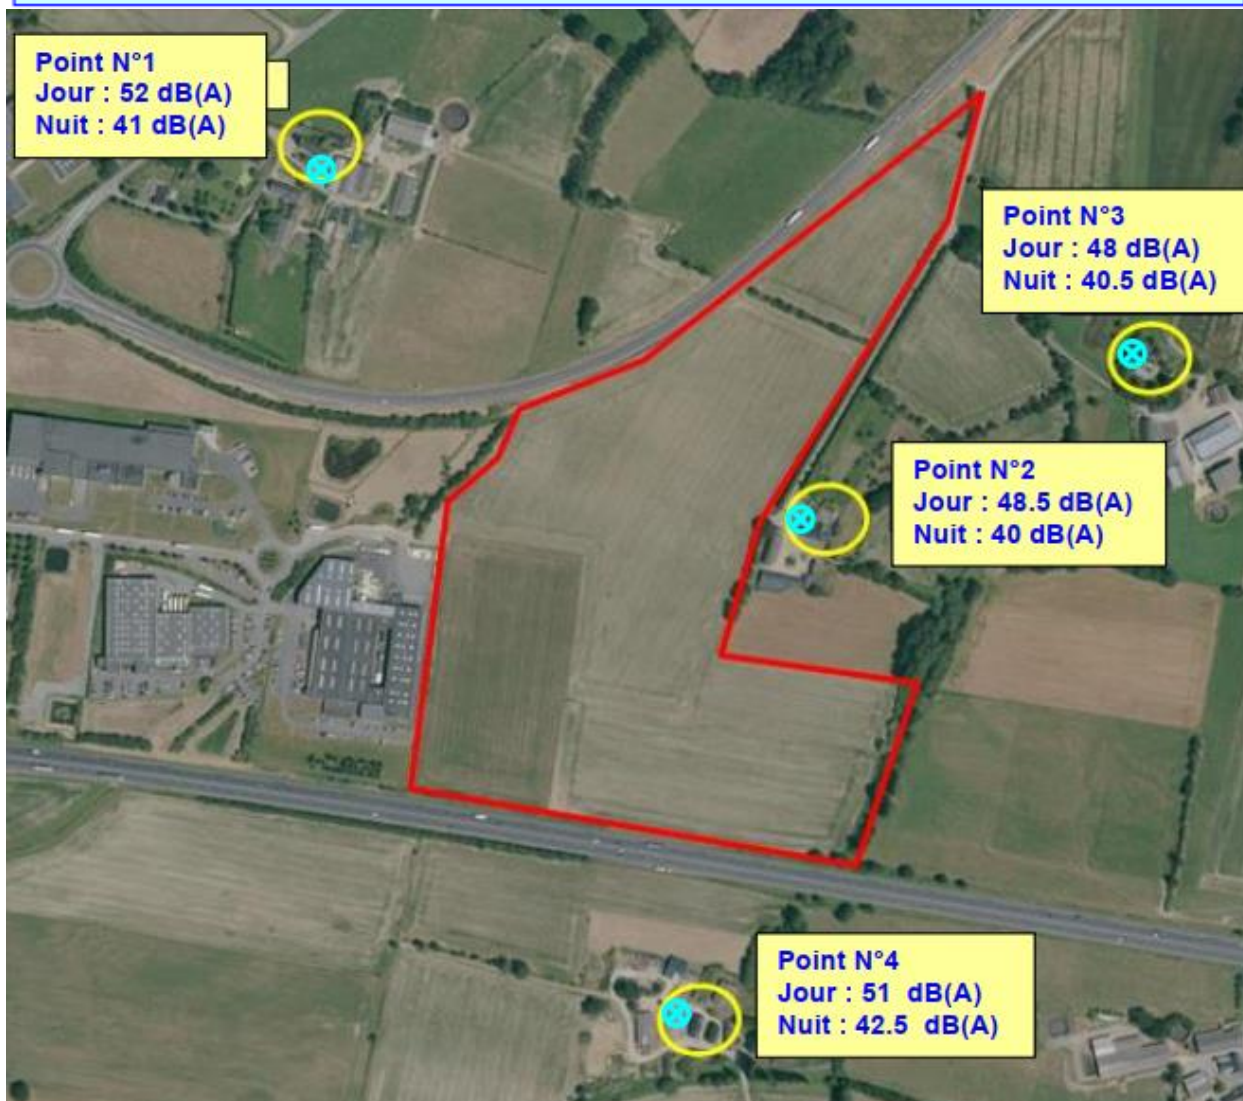 Point N°1
Jour : 52 dB(A)
Nuit : 41 dB(A)
Point N°3
Jour : 48 dB(A)
Nuit : 40.5 dB(A)
Point N°2
Jour : 48.5 dB(A)
Nuit : 40 dB(A)
Point N°4
Jour : 51  dB(A)
Nuit : 42.5  dB(A)